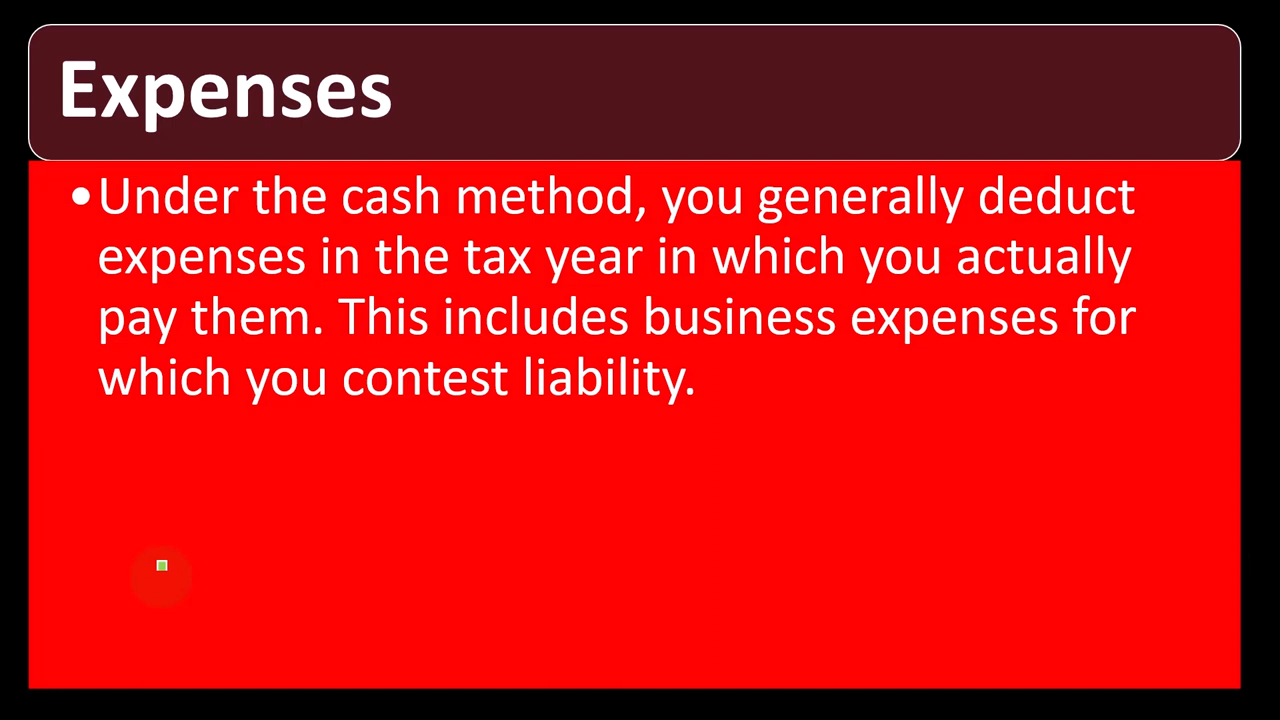 Expenses
•Under the cash method, you generally deduct
expenses in the tax year in which you actually
pay them. This includes business expenses for
which you contest liability.